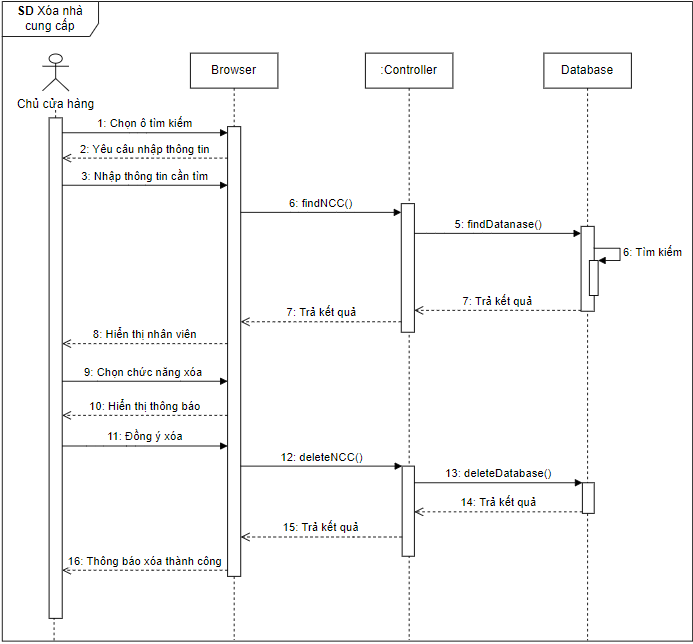 SD Xóa nhà
cung cấp
Browser
:Controller
Database
Chủ cửa hàng
1: Chọn ô tìm kiếm
2: Yêu câu nhập thông tin
3: Nhập thông tin cần tìm
6: findNCC()
5: findDatanase()
6: Tìm kiếm
7: Trả kết quả
7: Trả kết quả
8: Hiển thị nhân viên
9: Chọn chức năng xóa
10: Hiển thị thông báo
11: Đồng ý xóa
12: deleteNCC()
13: deleteDatabase()
14: Trả kết quả
15: Trả kết quả
16: Thông báo xóa thành công